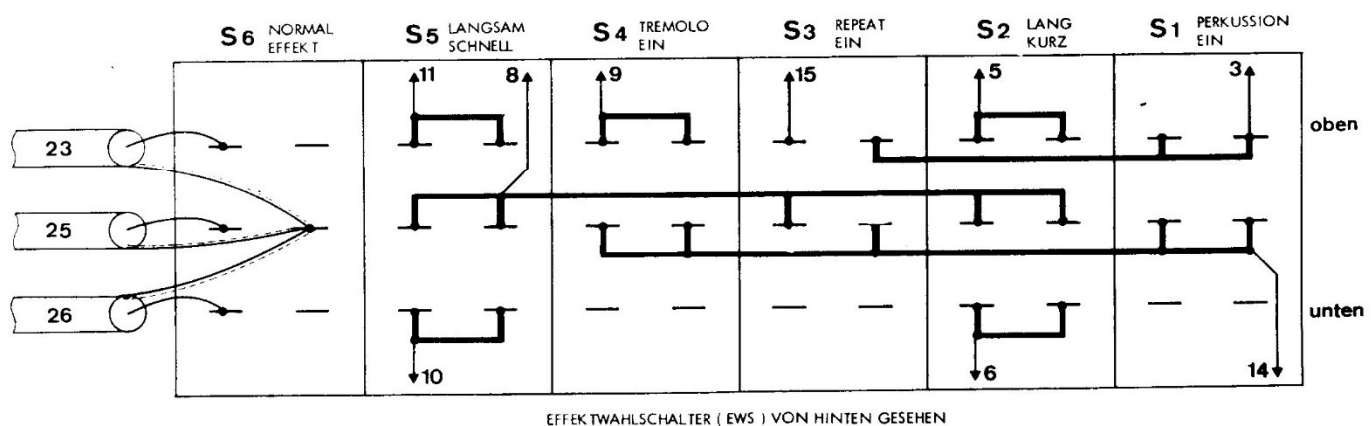 S6 NORMAL EFFEKT
S5 LANGSAM SCHNELL
S4 TREMOLO EIN
S3 REPEAT EIN
S2 LANG KURZ
S1 PERKUSSION EIN
11 8 9 15 5 3
oben
23
25
26
unten
10 6 14
EFFEKTWAHLSCHALTER ( EWS ) VON HINTEN GESEHEN